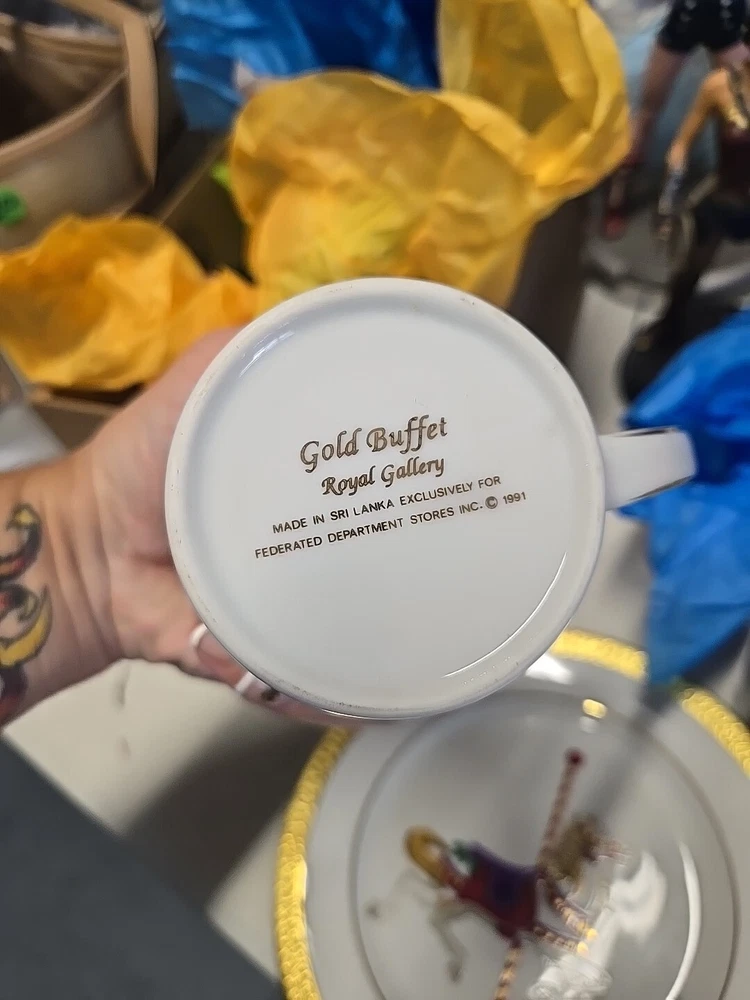 Gold Buffet
Royal Gallery
MADE IN SRI LANKA EXCLUSIVELY FOR
FEDERATED DEPARTMENT STORES INC. © 1991